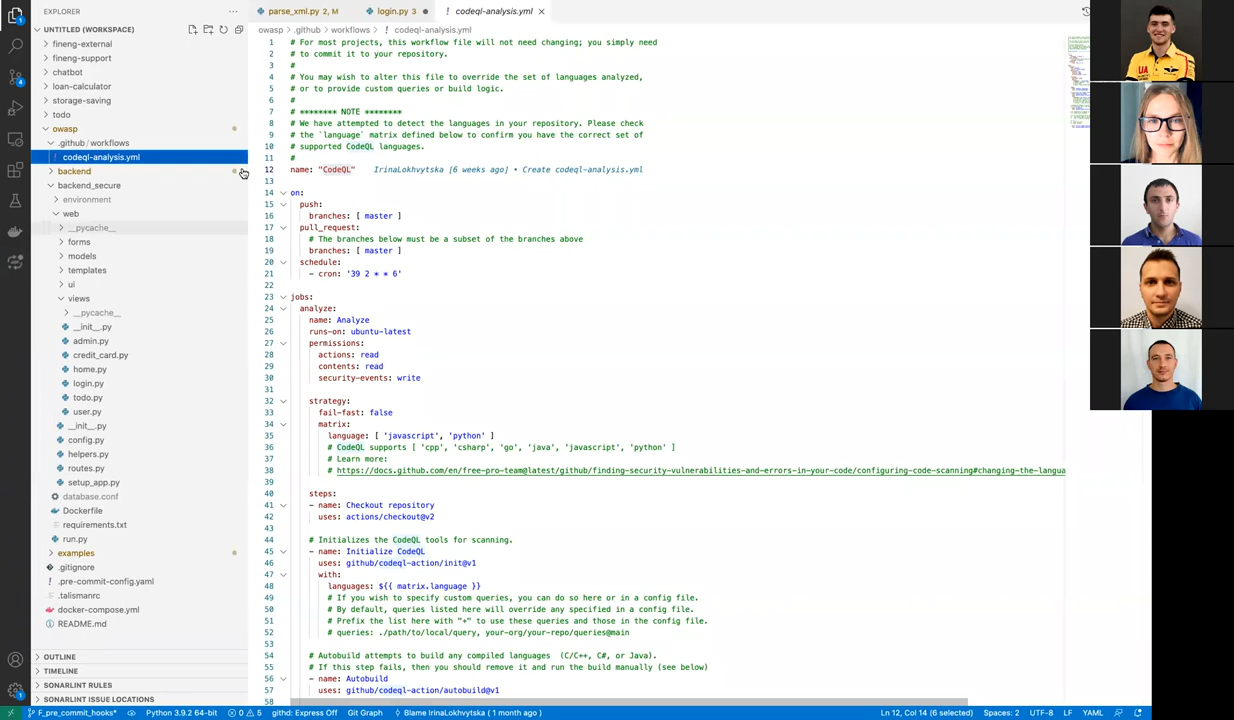 EXPLORER
···
UNTITLED (WORKSPACE)
fineng-external
fineng-support
chatbot
loan-calculator
storage-saving
todo
owasp
.github / workflows
! codeql-analysis.yml
backend
backend_secure
environment
web
__pycache__
forms
models
templates
ui
views
__pycache__
__init__.py
admin.py
credit_card.py
home.py
login.py
todo.py
user.py
__init__.py
config.py
helpers.py
routes.py
setup_app.py
database.conf
Dockerfile
requirements.txt
run.py
examples
.gitignore
.pre-commit-config.yaml
.talismanrc
docker-compose.yml
README.md
OUTLINE
TIMELINE
SONARLINT RULES
SONARLINT ISSUE LOCATIONS
parse_xml.py 2, M
login.py 3
! codeql-analysis.yml
owasp › .github › workflows › ! codeql-analysis.yml
1 # For most projects, this workflow file will not need changing; you simply need
2 # to commit it to your repository.
3 #
4 # You may wish to alter this file to override the set of languages analyzed,
5 # or to provide custom queries or build logic.
6 #
7 # ******** NOTE ********
8 # We have attempted to detect the languages in your repository. Please check
9 # the `language` matrix defined below to confirm you have the correct set of
10 # supported CodeQL languages.
11 #
12 name: "CodeQL" IrinaLokhvytska [6 weeks ago] • Create codeql-analysis.yml
13
14 on:
15 push:
16 branches: [ master ]
17 pull_request:
18 # The branches below must be a subset of the branches above
19 branches: [ master ]
20 schedule:
21 - cron: '39 2 * * 6'
22
23 jobs:
24 analyze:
25 name: Analyze
26 runs-on: ubuntu-latest
27 permissions:
28 actions: read
29 contents: read
30 security-events: write
31
32 strategy:
33 fail-fast: false
34 matrix:
35 language: [ 'javascript', 'python' ]
36 # CodeQL supports [ 'cpp', 'csharp', 'go', 'java', 'javascript', 'python' ]
37 # Learn more:
38 # https://docs.github.com/en/free-pro-team@latest/github/finding-security-vulnerabilities-and-errors-in-your-code/configuring-code-scanning#changing-the-langua
39
40 steps:
41 - name: Checkout repository
42 uses: actions/checkout@v2
43
44 # Initializes the CodeQL tools for scanning.
45 - name: Initialize CodeQL
46 uses: github/codeql-action/init@v1
47 with:
48 languages: ${{ matrix.language }}
49 # If you wish to specify custom queries, you can do so here or in a config file.
50 # By default, queries listed here will override any specified in a config file.
51 # Prefix the list here with "+" to use these queries and those in the config file.
52 # queries: ./path/to/local/query, your-org/your-repo/queries@main
53
54 # Autobuild attempts to build any compiled languages (C/C++, C#, or Java).
55 # If this step fails, then you should remove it and run the build manually (see below)
56 - name: Autobuild
57 uses: github/codeql-action/autobuild@v1
58
UA
F_pre_commit_hooks* Python 3.9.2 64-bit 0 5 githd: Express Off Git Graph Blame IrinaLokhvytska ( 1 month ago ) Ln 12, Col 14 (6 selected) Spaces: 2 UTF-8 LF YAML